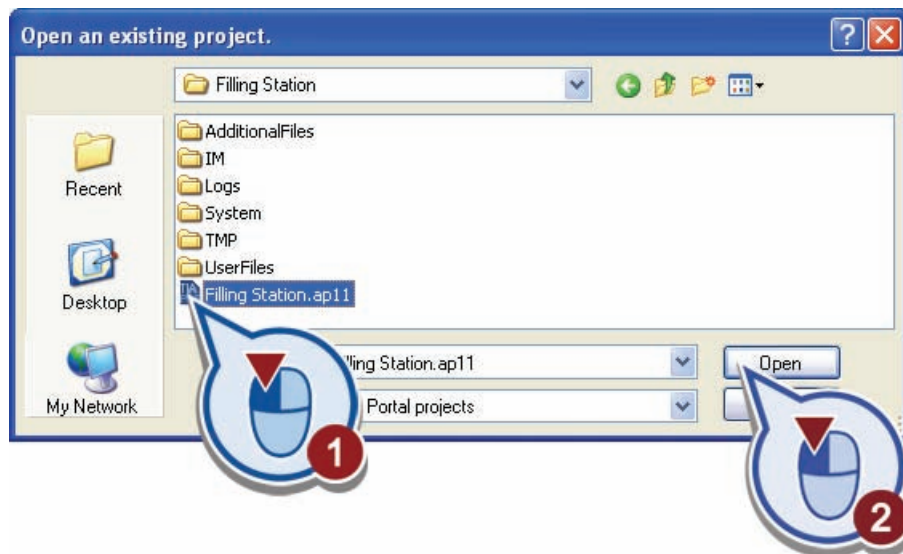 Open an existing project.
Filling Station
AdditionalFiles
IM
Logs
System
TMP
UserFiles
Filling Station.ap11
Recent
Desktop
My Network
Station.ap11
Open
Portal projects
1
2